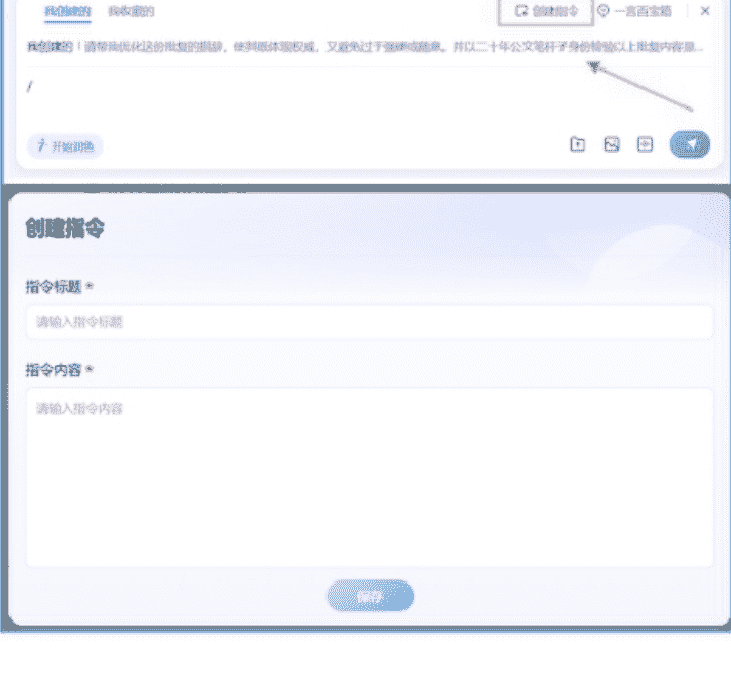 我创建的 我收藏的 创建指令 一言百宝箱
我创建的 | 请帮我优化这份批复的措辞，使其既体现权威，又避免过于强硬或随意。并以二十年公文笔杆子身份检验以上批复内容是...
/
开始润色
创建指令
指令标题 *
请输入指令标题
指令内容 *
请输入指令内容
保存